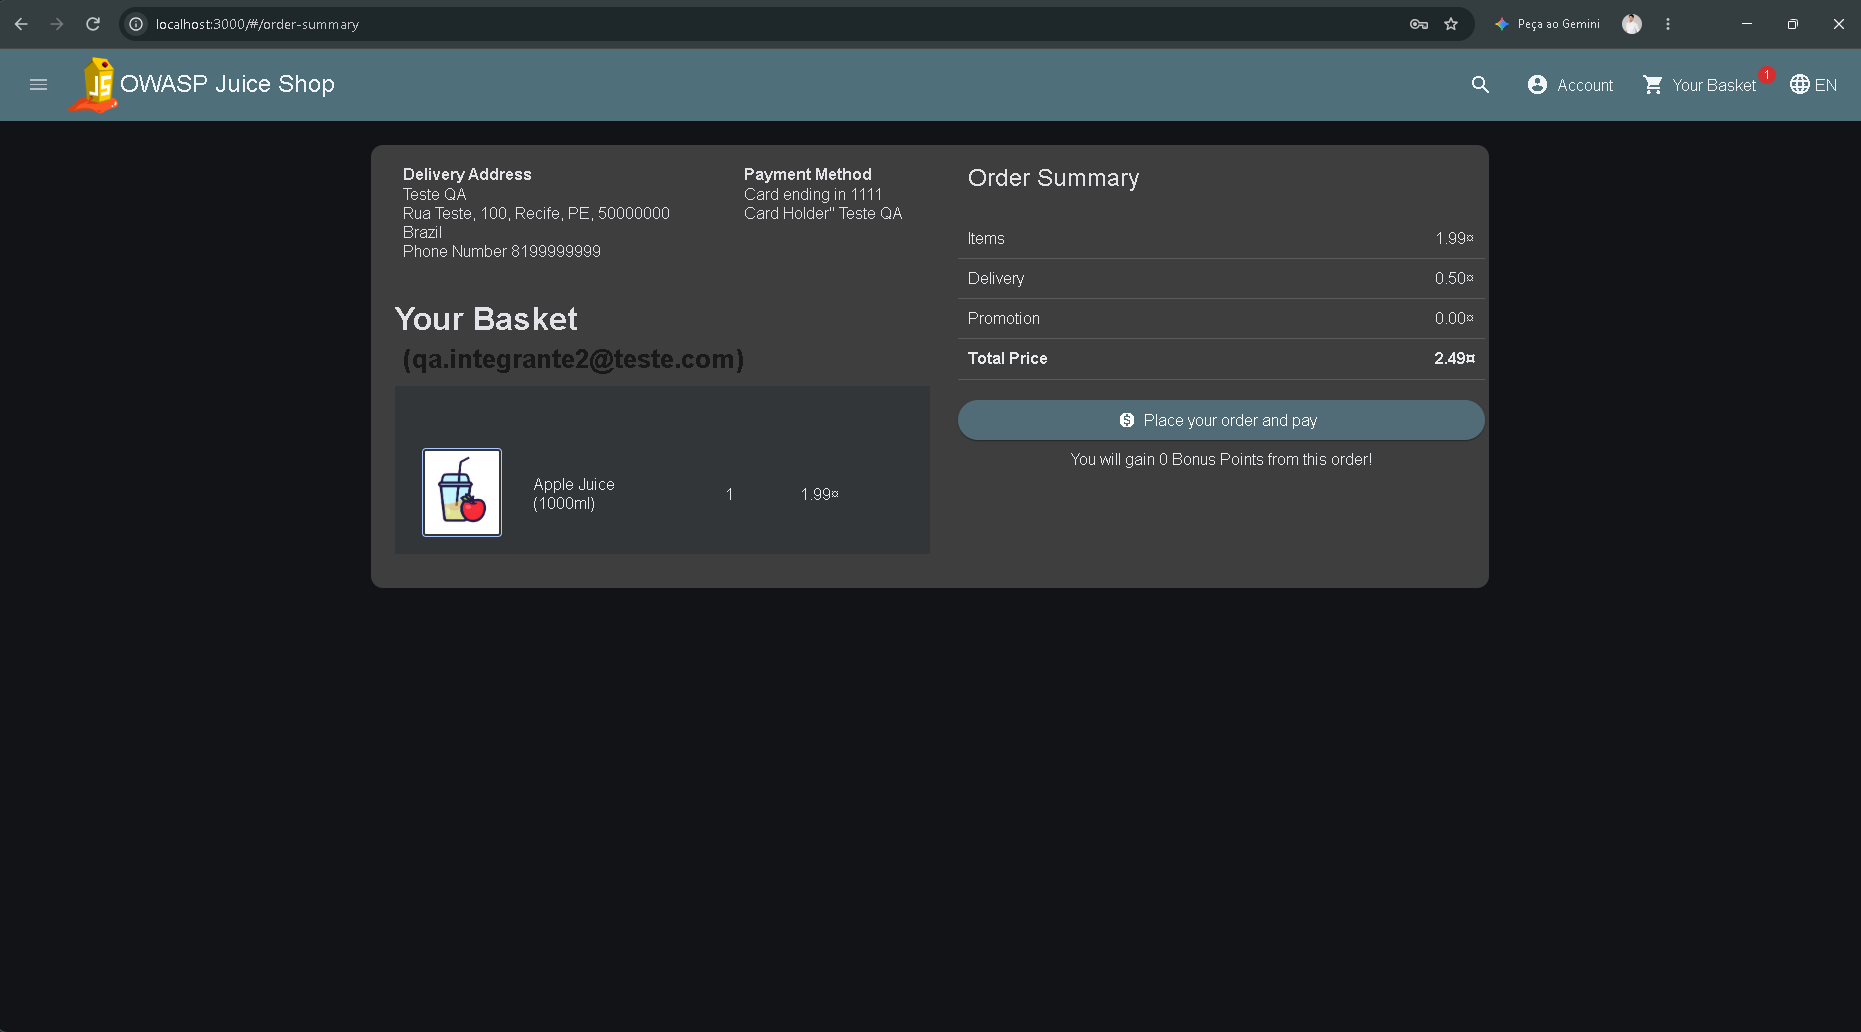 localhost:3000/#/order-summary
Peça ao Gemini
OWASP Juice Shop
Account
Your Basket
1
EN
Delivery Address
Teste QA
Rua Teste, 100, Recife, PE, 50000000
Brazil
Phone Number 8199999999
Payment Method
Card ending in 1111
Card Holder" Teste QA
Your Basket
(qa.integrante2@teste.com)
Apple Juice
(1000ml)
1
1.99¤
Order Summary
Items 1.99¤
Delivery 0.50¤
Promotion 0.00¤
Total Price 2.49¤
Place your order and pay
You will gain 0 Bonus Points from this order!